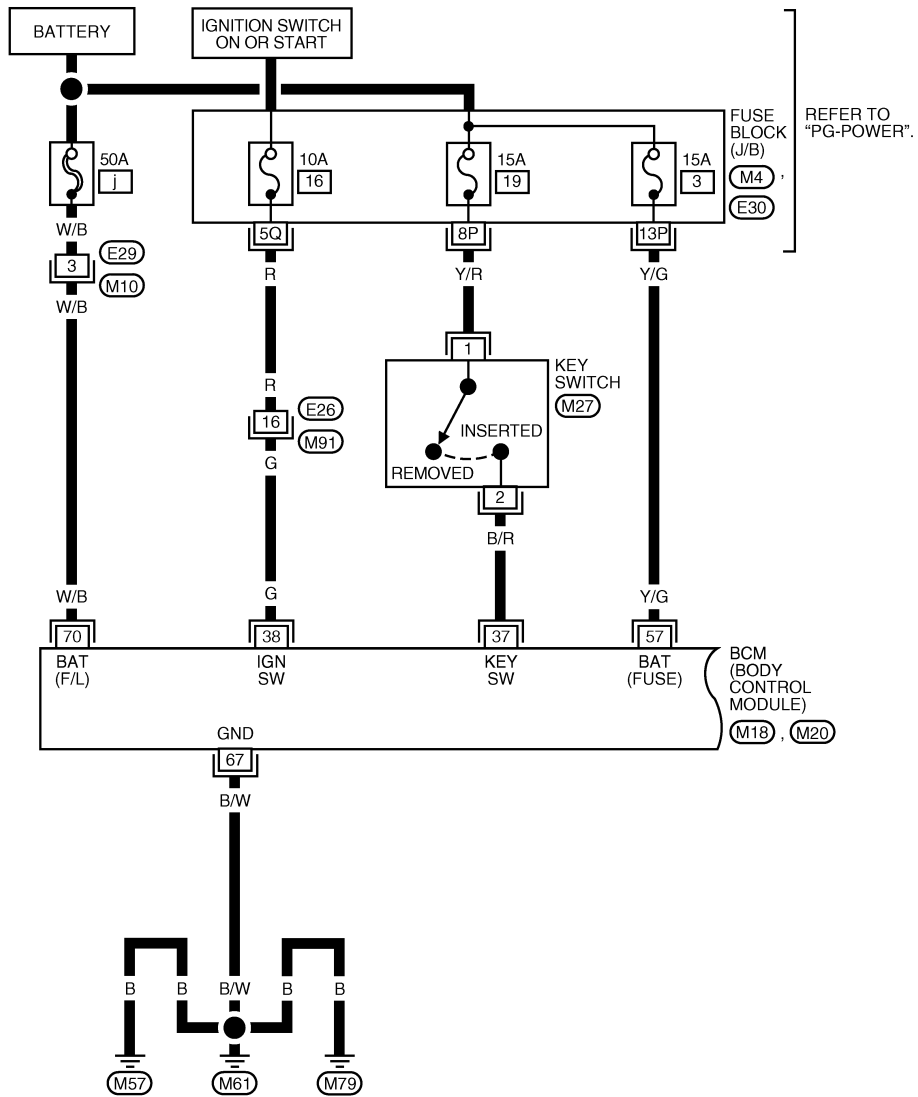 BATTERY
IGNITION SWITCH
ON OR START
FUSE
BLOCK
(J/B)
M4 ,
E30
REFER TO
“PG-POWER”.
50A
j
10A
16
15A
19
15A
3
5Q
8P
13P
W/B
3
E29
M10
W/B
R
Y/R
Y/G
R
16
E26
M91
G
1
KEY
SWITCH
M27
INSERTED
REMOVED
2
B/R
W/B
G
Y/G
70
38
37
57
BAT
(F/L)
IGN
SW
KEY
SW
BAT
(FUSE)
BCM
(BODY
CONTROL
MODULE)
M18 , M20
GND
67
B/W
B
B
B/W
B
B
M57
M61
M79